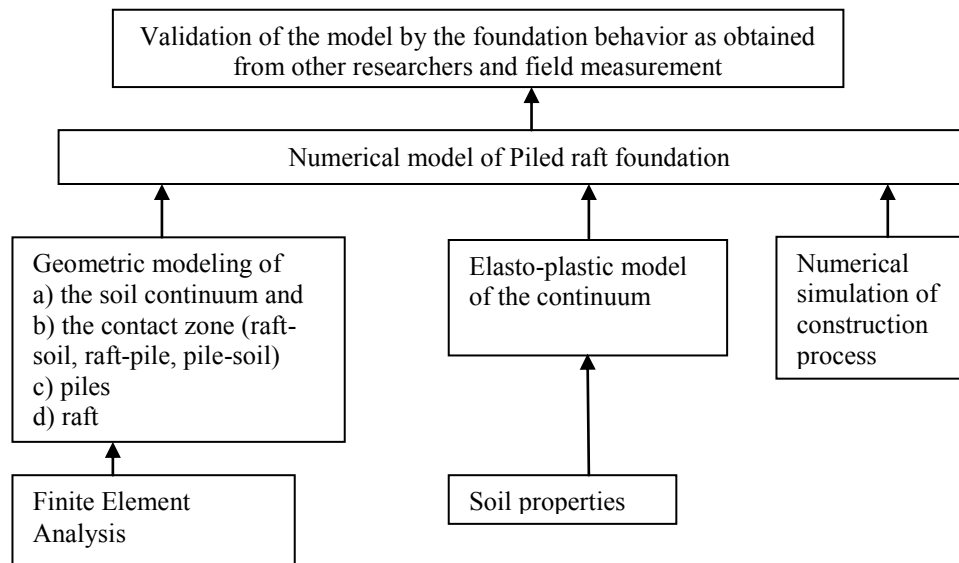 Validation of the model by the foundation behavior as obtained
from other researchers and field measurement
Numerical model of Piled raft foundation
Geometric modeling of
a) the soil continuum and
b) the contact zone (raft-
soil, raft-pile, pile-soil)
c) piles
d) raft
Elasto-plastic model
of the continuum
Numerical
simulation of
construction
process
Finite Element
Analysis
Soil properties